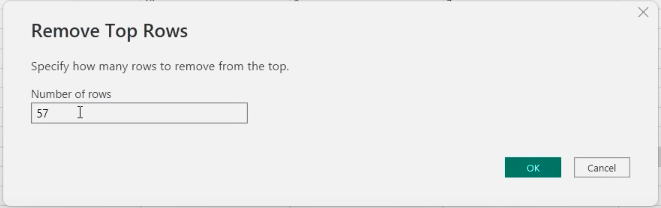 Remove Top Rows
Specify how many rows to remove from the top.
Number of rows
57
OK
Cancel